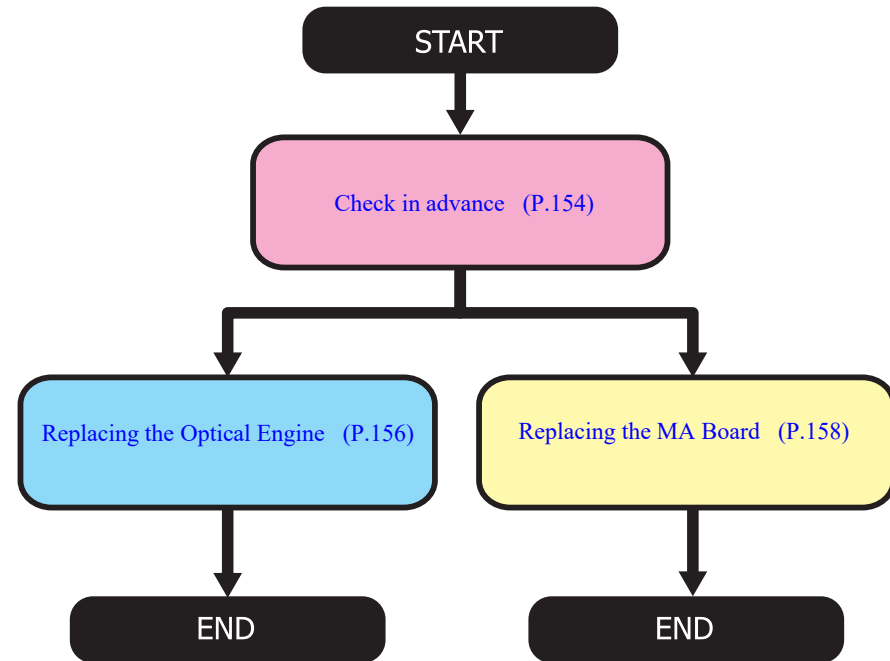 START
Check in advance (P.154)
Replacing the Optical Engine (P.156)
Replacing the MA Board (P.158)
END
END